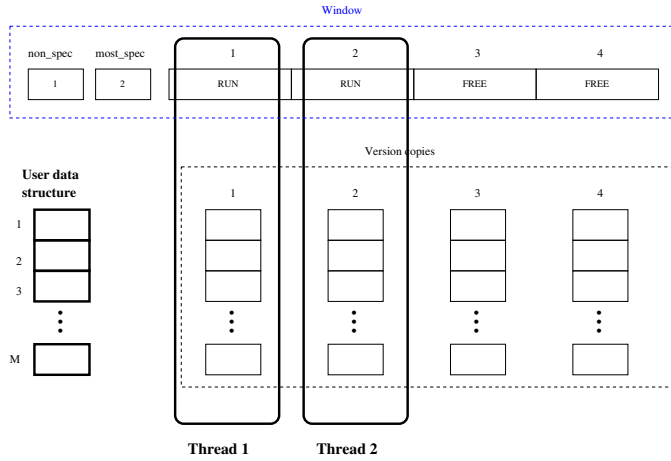 Window
non_spec most_spec 1 2 3 4
1 2 RUN RUN FREE FREE
Version copies
User data
structure
1 2 3 4
1
2
3
M
Thread 1 Thread 2